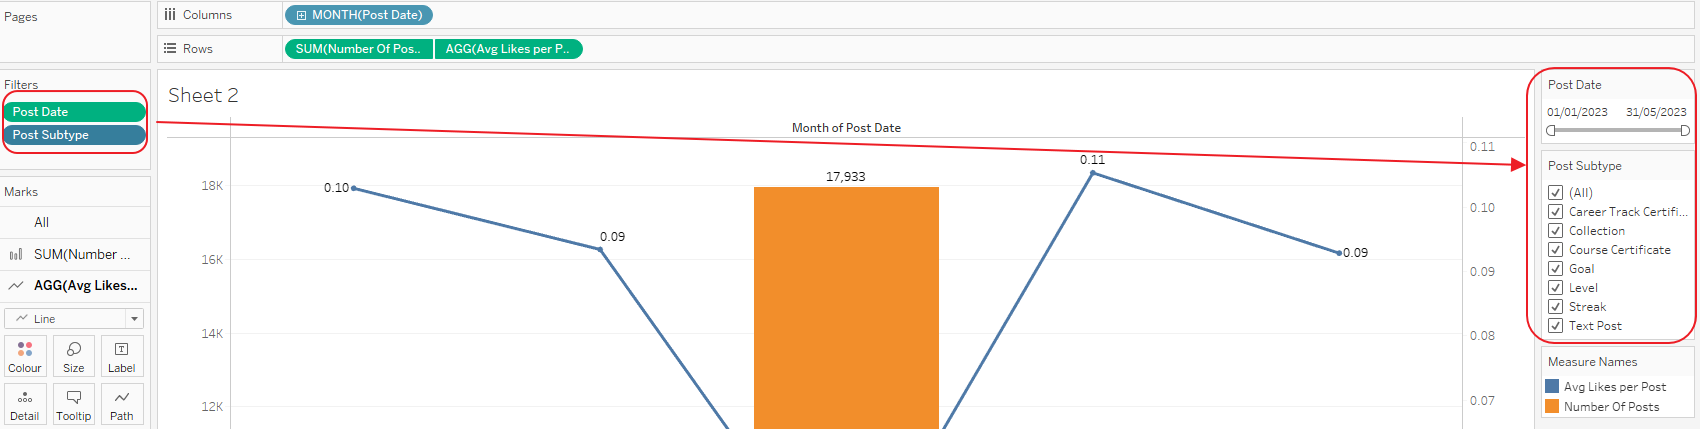 Pages
Columns
MONTH(Post Date)
Rows
SUM(Number Of Pos..
AGG(Avg Likes per P..
Filters
Post Date
Post Subtype
Marks
All
SUM(Number ...
AGG(Avg Likes...
Line
Colour
Size
Label
Detail
Tooltip
Path
Sheet 2
Month of Post Date
18K
16K
14K
12K
0.10
0.09
17,933
0.11
0.09
0.11
0.10
0.09
0.08
0.07
Post Date
01/01/2023
31/05/2023
Post Subtype
(All)
Career Track Certifi...
Collection
Course Certificate
Goal
Level
Streak
Text Post
Measure Names
Avg Likes per Post
Number Of Posts